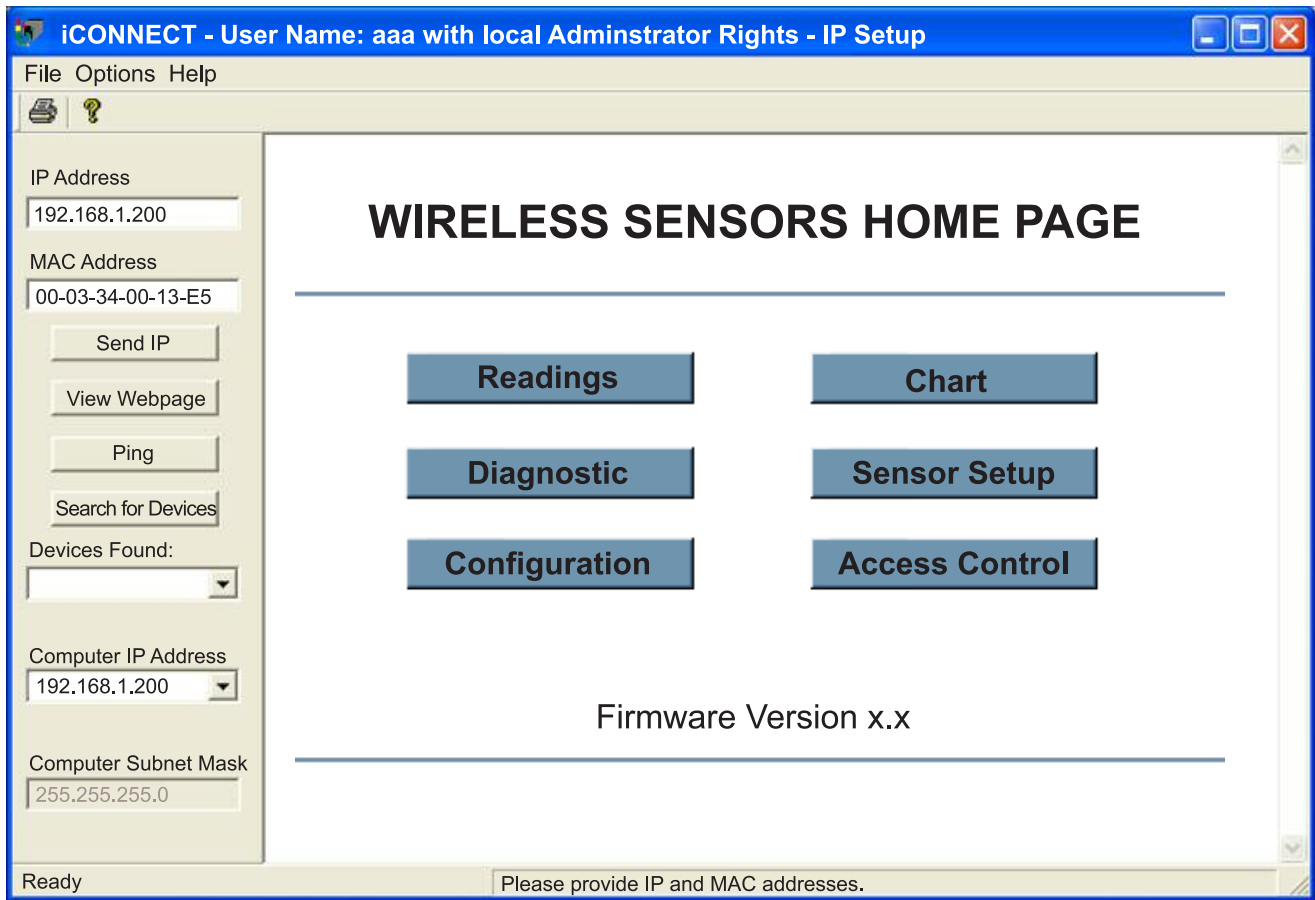 iCONNECT - User Name: aaa with local Adminstrator Rights - IP Setup
File Options Help
IP Address
192.168.1.200
MAC Address
00-03-34-00-13-E5
Send IP
View Webpage
Ping
Search for Devices
Devices Found:
Computer IP Address
192.168.1.200
Computer Subnet Mask
255.255.255.0
WIRELESS SENSORS HOME PAGE
Readings
Chart
Diagnostic
Sensor Setup
Configuration
Access Control
Firmware Version x.x
Ready
Please provide IP and MAC addresses.